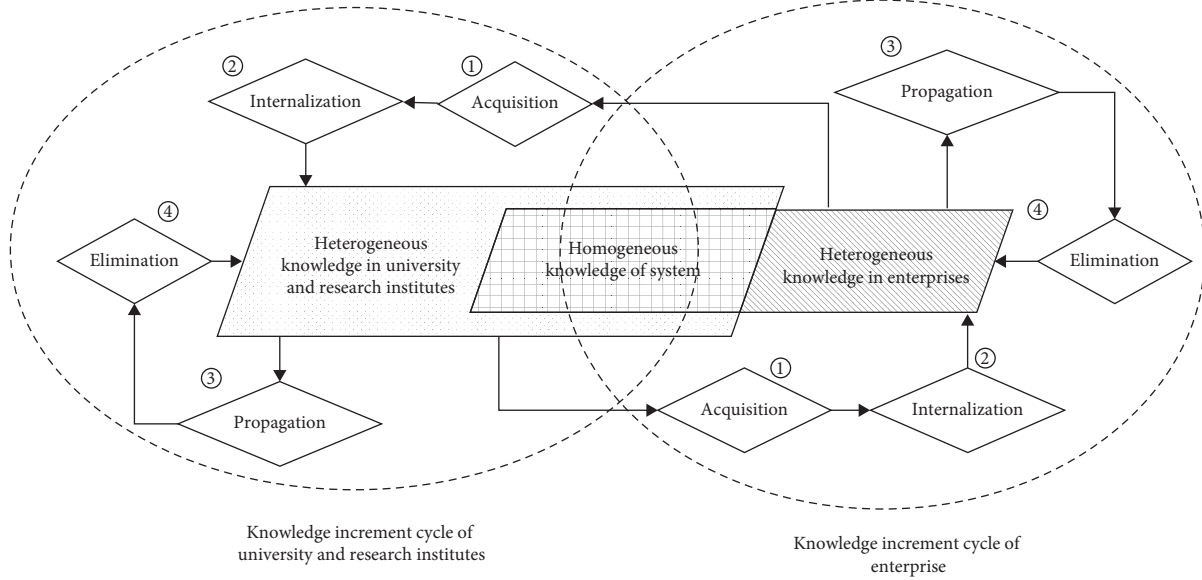 ③
②
①
Propagation
Internalization
Acquisition
④
④
Heterogeneous
knowledge in university
and research institutes
Homogeneous
knowledge of system
Heterogeneous
knowledge in enterprises
Elimination
Elimination
③
①
②
Propagation
Acquisition
Internalization
Knowledge increment cycle of
university and research institutes
Knowledge increment cycle of
enterprise